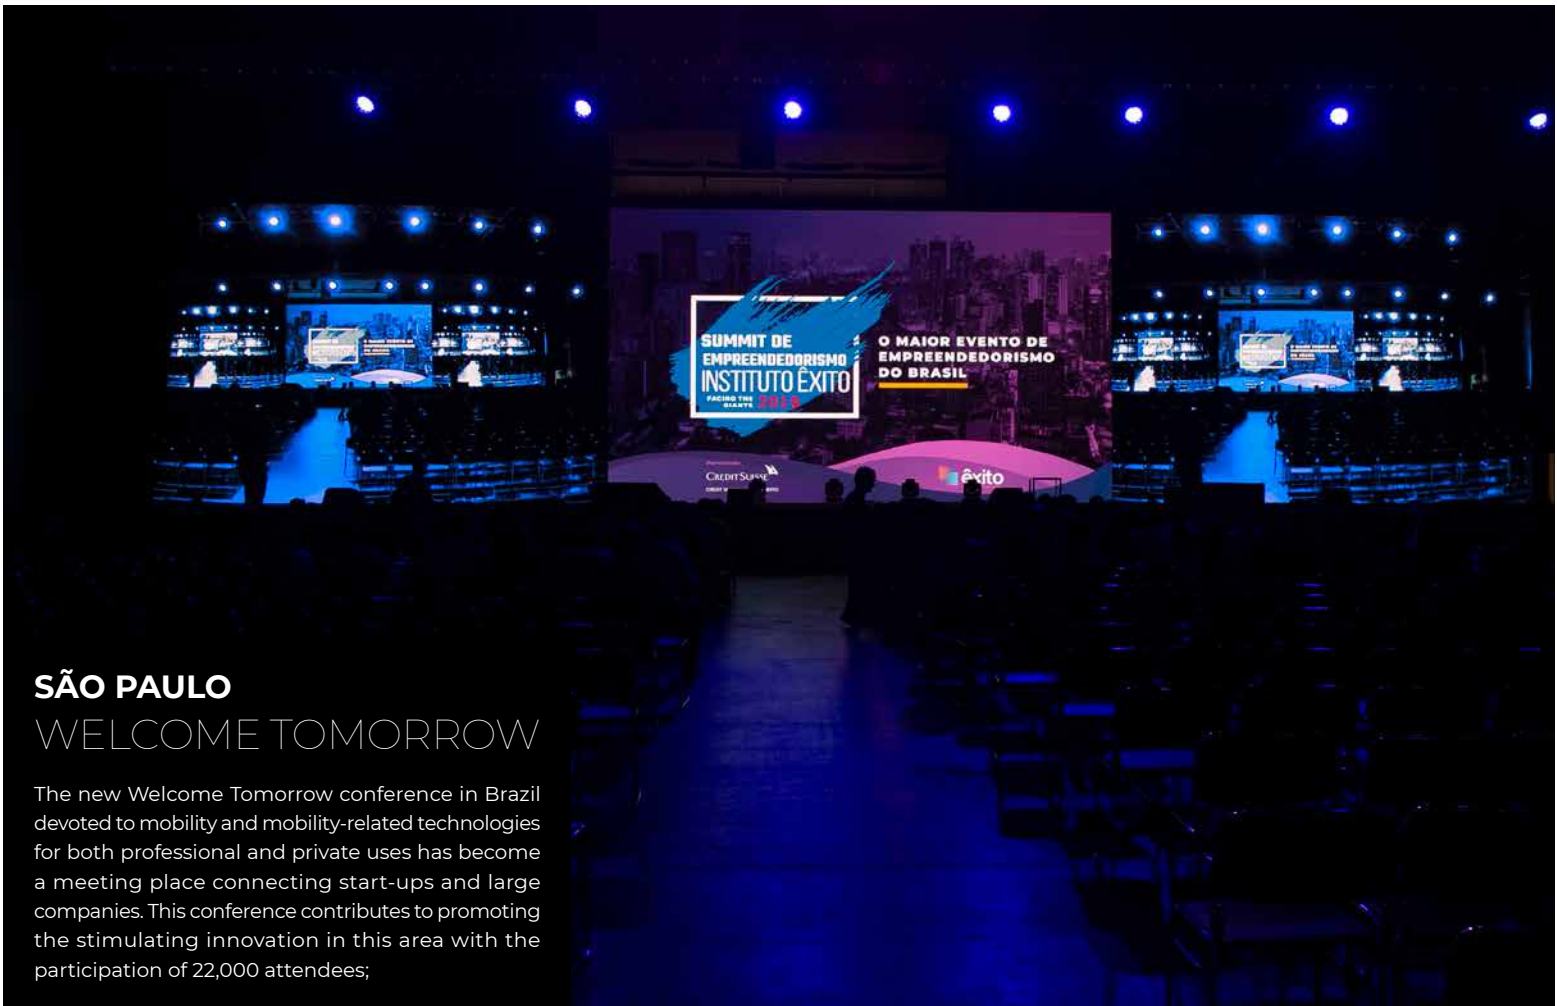 SUMMIT DE
EMPREENDEDORISMO
INSTITUTO ÊXITO
FACING THE
GIANTS 2019
O MAIOR EVENTO DE
EMPREENDEDORISMO
DO BRASIL
CREDIT SUISSE
êxito
SÃO PAULO
WELCOME TOMORROW
The new Welcome Tomorrow conference in Brazil
devoted to mobility and mobility-related technologies
for both professional and private uses has become
a meeting place connecting start-ups and large
companies. This conference contributes to promoting
the stimulating innovation in this area with the
participation of 22,000 attendees;